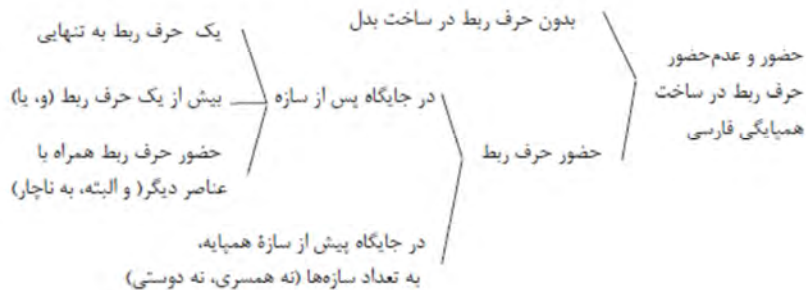 حضور و عدم‌حضور
حرف ربط در ساخت
همپایگی فارسی
بدون حرف ربط در ساخت بدل
حضور حرف ربط
در جایگاه پس از سازه
یک حرف ربط به تنهایی
بیش از یک حرف ربط (و، یا)
حضور حرف ربط همراه با
عناصر دیگر( و البته، به ناچار)
در جایگاه پیش از سازهٔ همپایه،
به تعداد سازه‌ها (نه همسری، نه دوستی)